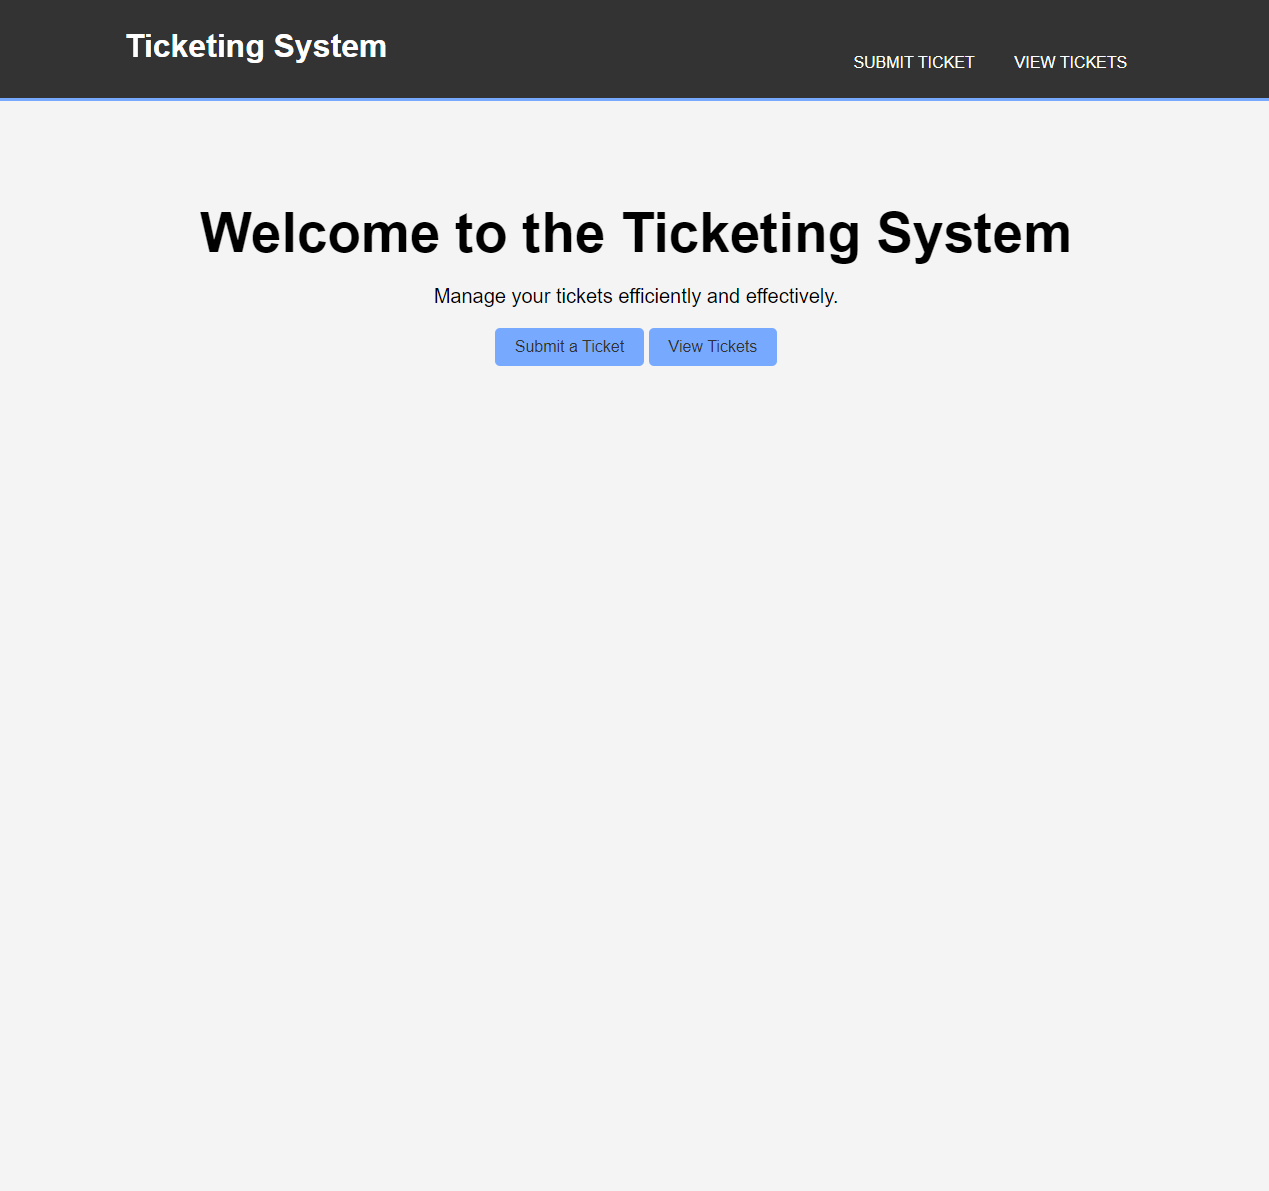 Ticketing System
SUBMIT TICKET VIEW TICKETS
Welcome to the Ticketing System
Manage your tickets efficiently and effectively.
Submit a Ticket View Tickets